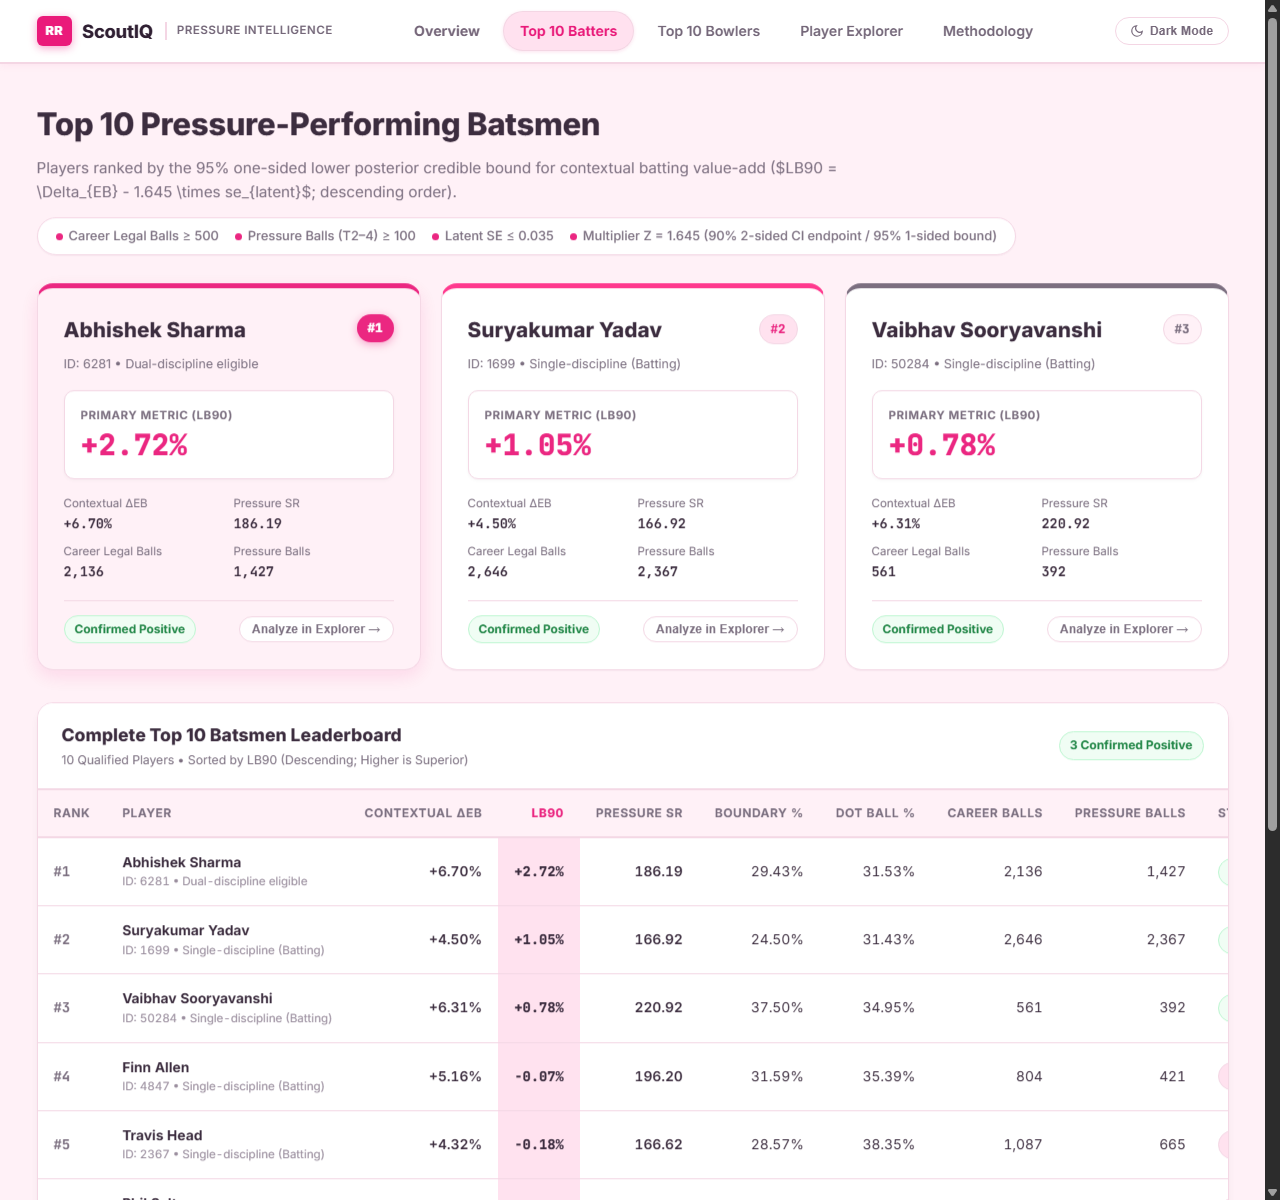 RR ScoutIQ PRESSURE INTELLIGENCE Overview Top 10 Batters Top 10 Bowlers Player Explorer Methodology Dark Mode
Top 10 Pressure-Performing Batsmen
Players ranked by the 95% one-sided lower posterior credible bound for contextual batting value-add ($LB90 =
\Delta_{EB} - 1.645 \times se_{latent}$; descending order).
Career Legal Balls ≥ 500 Pressure Balls (T2–4) ≥ 100 Latent SE ≤ 0.035 Multiplier Z = 1.645 (90% 2-sided CI endpoint / 95% 1-sided bound)
Abhishek Sharma #1
ID: 6281 • Dual-discipline eligible
PRIMARY METRIC (LB90)
+2.72%
Contextual ΔEB Pressure SR
+6.70% 186.19
Career Legal Balls Pressure Balls
2,136 1,427
Confirmed Positive Analyze in Explorer →
Suryakumar Yadav #2
ID: 1699 • Single-discipline (Batting)
PRIMARY METRIC (LB90)
+1.05%
Contextual ΔEB Pressure SR
+4.50% 166.92
Career Legal Balls Pressure Balls
2,646 2,367
Confirmed Positive Analyze in Explorer →
Vaibhav Sooryavanshi #3
ID: 50284 • Single-discipline (Batting)
PRIMARY METRIC (LB90)
+0.78%
Contextual ΔEB Pressure SR
+6.31% 220.92
Career Legal Balls Pressure Balls
561 392
Confirmed Positive Analyze in Explorer →
Complete Top 10 Batsmen Leaderboard
10 Qualified Players • Sorted by LB90 (Descending; Higher is Superior)
3 Confirmed Positive
RANK PLAYER CONTEXTUAL ΔEB LB90 PRESSURE SR BOUNDARY % DOT BALL % CAREER BALLS PRESSURE BALLS
#1 Abhishek Sharma +6.70% +2.72% 186.19 29.43% 31.53% 2,136 1,427
ID: 6281 • Dual-discipline eligible
#2 Suryakumar Yadav +4.50% +1.05% 166.92 24.50% 31.43% 2,646 2,367
ID: 1699 • Single-discipline (Batting)
#3 Vaibhav Sooryavanshi +6.31% +0.78% 220.92 37.50% 34.95% 561 392
ID: 50284 • Single-discipline (Batting)
#4 Finn Allen +5.16% -0.07% 196.20 31.59% 35.39% 804 421
ID: 4847 • Single-discipline (Batting)
#5 Travis Head +4.32% -0.18% 166.62 28.57% 38.35% 1,087 665
ID: 2367 • Single-discipline (Batting)